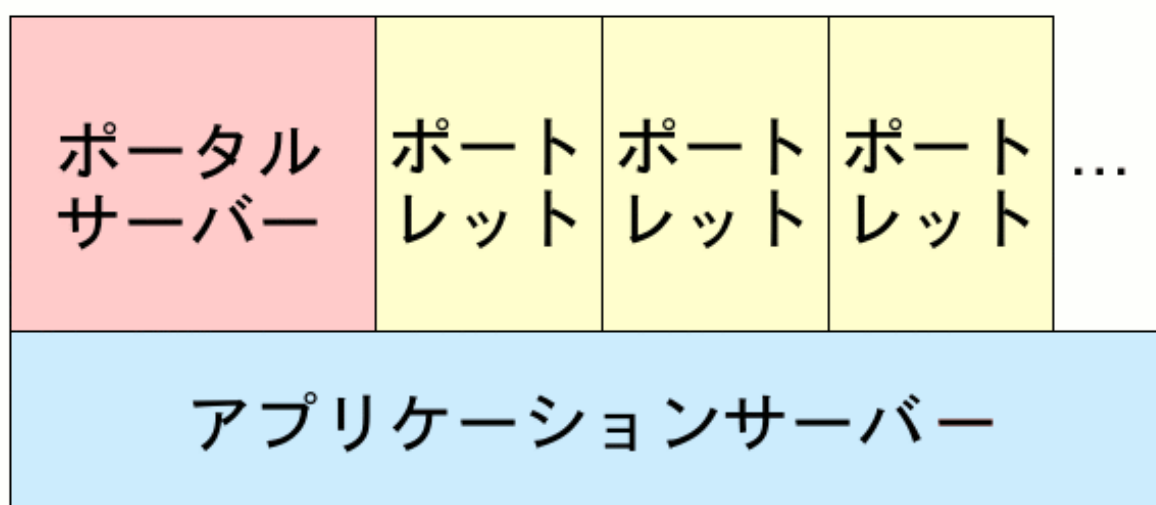 ポータル
サーバー
ポート
レット
ポート
レット
ポート
レット
…
アプリケーションサーバー